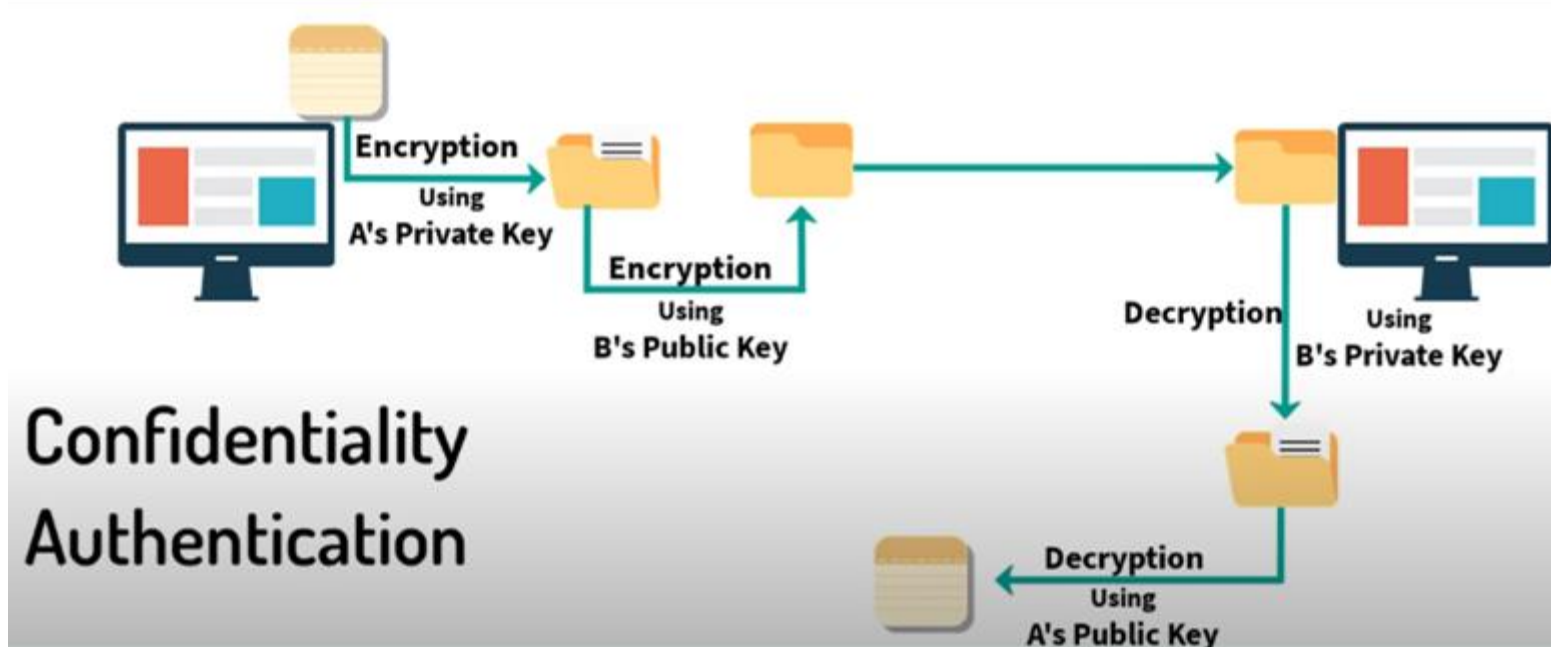 Encryption
Using
A's Private Key
Encryption
Using
B's Public Key
Decryption
Using
B's Private Key
Confidentiality
Authentication
Decryption
Using
A's Public Key